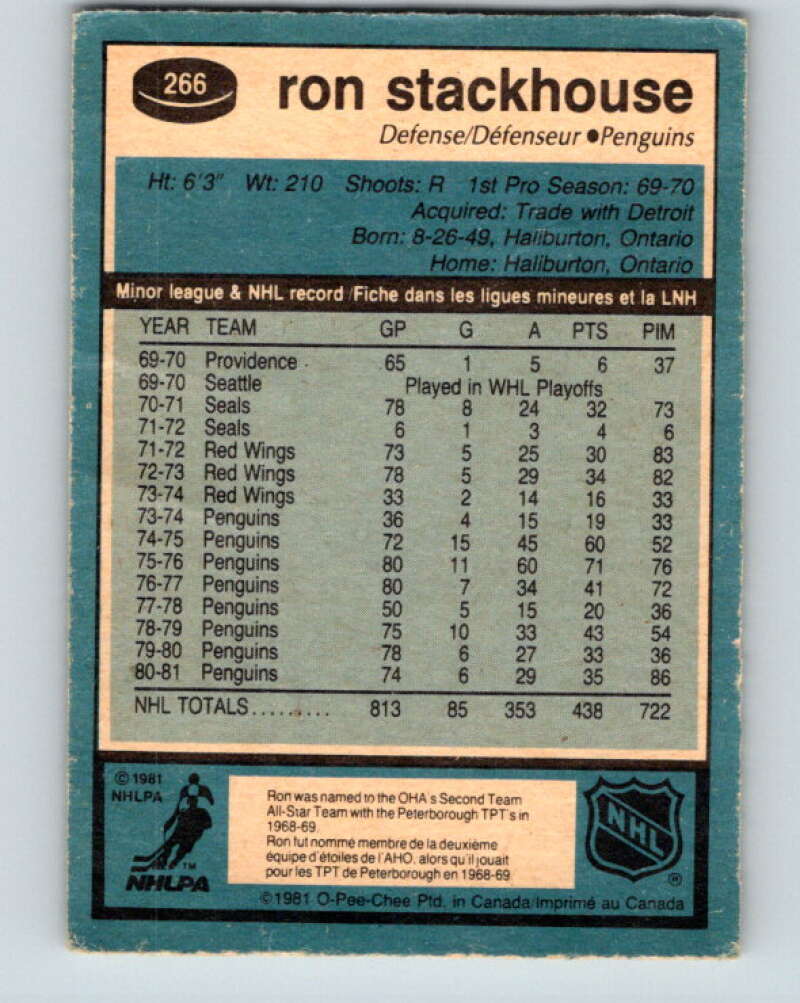 266
ron stackhouse
Defense/Défenseur ●Penguins
Ht: 6'3" Wt: 210 Shoots: R 1st Pro Season: 69-70
Acquired: Trade with Detroit
Born: 8-26-49, Haliburton, Ontario
Home: Haliburton, Ontario
Minor league & NHL record/Fiche dans les ligues mineures et la LNH
YEAR TEAM GP G A PTS PIM
69-70 Providence 65 1 5 6 37
69-70 Seattle Played in WHL Playoffs
70-71 Seals 78 8 24 32 73
71-72 Seals 6 1 3 4 6
71-72 Red Wings 73 5 25 30 83
72-73 Red Wings 78 5 29 34 82
73-74 Red Wings 33 2 14 16 33
73-74 Penguins 36 4 15 19 33
74-75 Penguins 72 15 45 60 52
75-76 Penguins 80 11 60 71 76
76-77 Penguins 80 7 34 41 72
77-78 Penguins 50 5 15 20 36
78-79 Penguins 75 10 33 43 54
79-80 Penguins 78 6 27 33 36
80-81 Penguins 74 6 29 35 86
NHL TOTALS......... 813 85 353 438 722
© 1981
NHLPA
TM
NHLPA
Ron was named to the OHA's Second Team
All-Star Team with the Peterborough TPT's in
1968-69.
Ron fut nommé membre de la deuxième
équipe d'étoiles de l'AHO, alors qu'il jouait
pour les TPT de Peterborough en 1968-69
NHL
®
©1981 O-Pee-Chee Ptd. in Canada/Imprimé au Canada